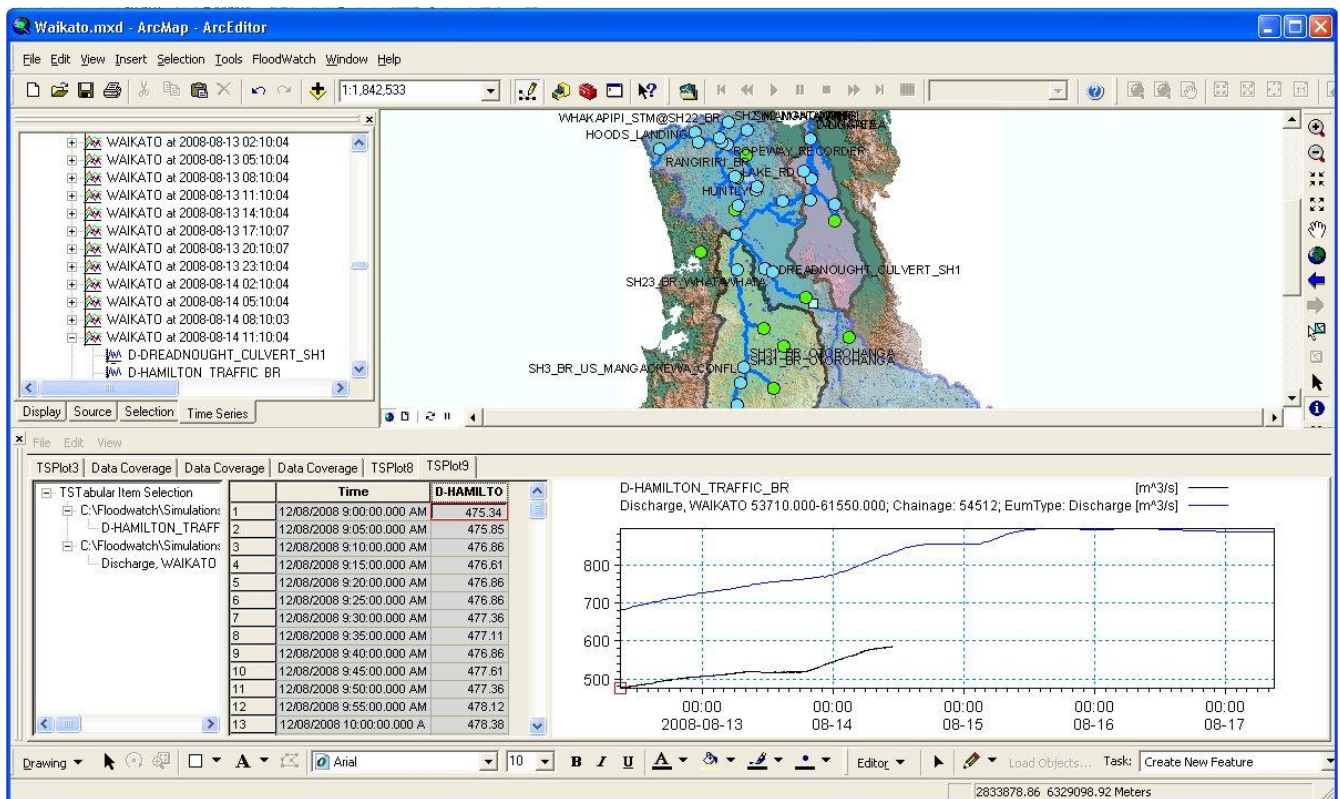 Waikato.mxd - ArcMap - ArcEditor
File Edit View Insert Selection Tools FloodWatch Window Help
1:1,842,533
WAIKATO at 2008-08-13 02:10:04
WAIKATO at 2008-08-13 05:10:04
WAIKATO at 2008-08-13 08:10:04
WAIKATO at 2008-08-13 11:10:04
WAIKATO at 2008-08-13 14:10:04
WAIKATO at 2008-08-13 17:10:07
WAIKATO at 2008-08-13 20:10:07
WAIKATO at 2008-08-13 23:10:04
WAIKATO at 2008-08-14 02:10:04
WAIKATO at 2008-08-14 05:10:04
WAIKATO at 2008-08-14 08:10:03
WAIKATO at 2008-08-14 11:10:04
D-DREADNOUGHT_CULVERT_SH1
D-HAMILTON_TRAFFIC_BR
Display Source Selection Time Series
WHAKAPIPI_STM@SH22_BR
HOODS_LANDING
ROPEWAY_RECORDER
RANGIRIRI_BR
LAKE_RD
HUNTLY
DREADNOUGHT_CULVERT_SH1
SH23_BR_WHATAWHATA
SH31_BR_OTOROHANGA
SH3_BR_US_MANGAOKEWA_CONFL
File Edit View
TSPlot3 Data Coverage Data Coverage Data Coverage TSPlot8 TSPlot9
TSTabular Item Selection
C:\Floodwatch\Simulations
D-HAMILTON_TRAFF
C:\Floodwatch\Simulations
Discharge, WAIKATO
Time D-HAMILTO
1 12/08/2008 9:00:00.000 AM 475.34
2 12/08/2008 9:05:00.000 AM 475.85
3 12/08/2008 9:10:00.000 AM 476.86
4 12/08/2008 9:15:00.000 AM 476.61
5 12/08/2008 9:20:00.000 AM 476.86
6 12/08/2008 9:25:00.000 AM 476.86
7 12/08/2008 9:30:00.000 AM 477.36
8 12/08/2008 9:35:00.000 AM 477.11
9 12/08/2008 9:40:00.000 AM 476.86
10 12/08/2008 9:45:00.000 AM 477.61
11 12/08/2008 9:50:00.000 AM 477.36
12 12/08/2008 9:55:00.000 AM 478.12
13 12/08/2008 10:00:00.000 A 478.38
D-HAMILTON_TRAFFIC_BR [m^3/s]
Discharge, WAIKATO 53710.000-61550.000; Chainage: 54512; EumType: Discharge [m^3/s]
800
700
600
500
00:00 00:00 00:00 00:00 00:00
2008-08-13 08-14 08-15 08-16 08-17
Drawing A Arial 10 B I U A Editor Load Objects... Task: Create New Feature
2833878.86 6329098.92 Meters